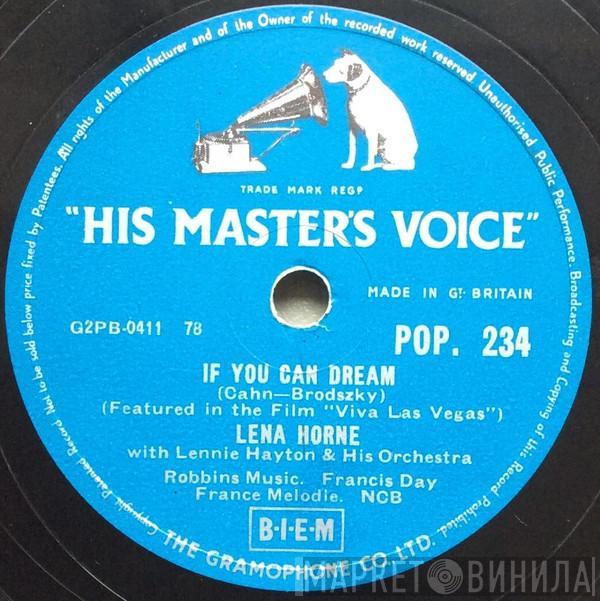 All rights of the Manufacturer and of the Owner of the recorded work reserved. Unauthorised Public Performance. Broadcasting and Copying of this Record Prohibited.
Copyright. Patented Record Not to be sold below price fixed by Patentees.
TRADE MARK REGD
"HIS MASTER'S VOICE"
MADE IN GT. BRITAIN
G2PB-0411 78
POP. 234
IF YOU CAN DREAM
(Cahn—Brodszky)
(Featured in the Film "Viva Las Vegas")
LENA HORNE
with Lennie Hayton & His Orchestra
Robbins Music. Francis Day
France Melodie. NCB
B·I·E·M
THE GRAMOPHONE CO. LTD.
МАРКЕТ ВИНИЛА